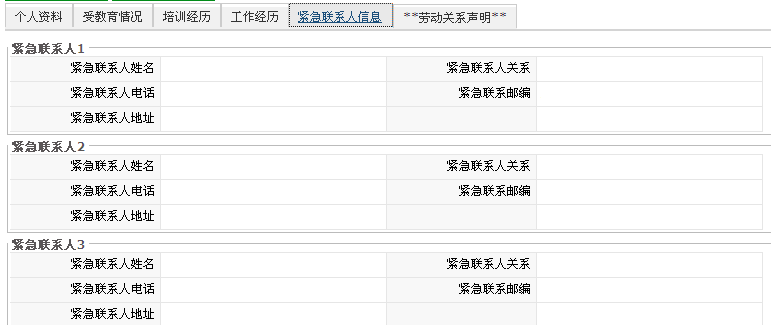 个人资料 受教育情况 培训经历 工作经历 紧急联系人信息 **劳动关系声明**
紧急联系人1
紧急联系人姓名 紧急联系人关系
紧急联系人电话 紧急联系邮编
紧急联系人地址
紧急联系人2
紧急联系人姓名 紧急联系人关系
紧急联系人电话 紧急联系邮编
紧急联系人地址
紧急联系人3
紧急联系人姓名 紧急联系人关系
紧急联系人电话 紧急联系邮编
紧急联系人地址